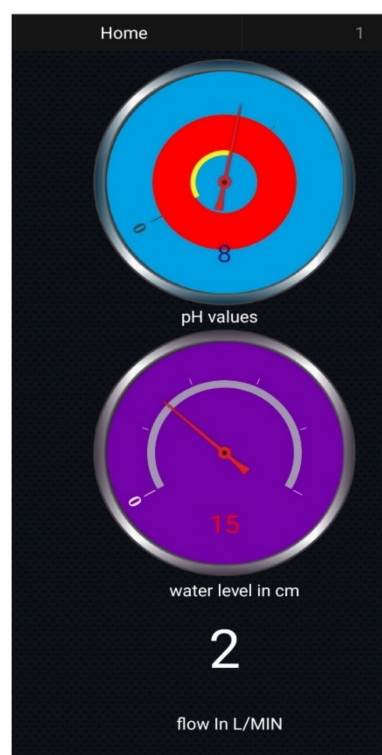 Home 1
0
8
pH values
0
15
water level in cm
2
flow In L/MIN